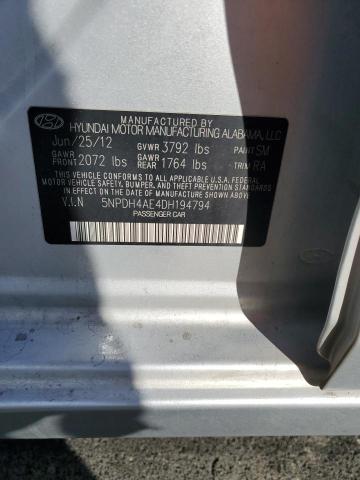 MANUFACTURED BY
HYUNDAI MOTOR MANUFACTURING ALABAMA, LLC
Jun/25/12 GVWR 3792 lbs PAINT SM
GAWR FRONT 2072 lbs GAWR REAR 1764 lbs TRIM RA
THIS VEHICLE CONFORMS TO ALL APPLICABLE U.S.A. FEDERAL
MOTOR VEHICLE SAFETY, BUMPER, AND THEFT PREVENTION
STANDARDS IN EFFECT ON THE DATE OF MANUFACTURE SHOWN ABOVE.
V.I.N 5NPDH4AE4DH194794
PASSENGER CAR